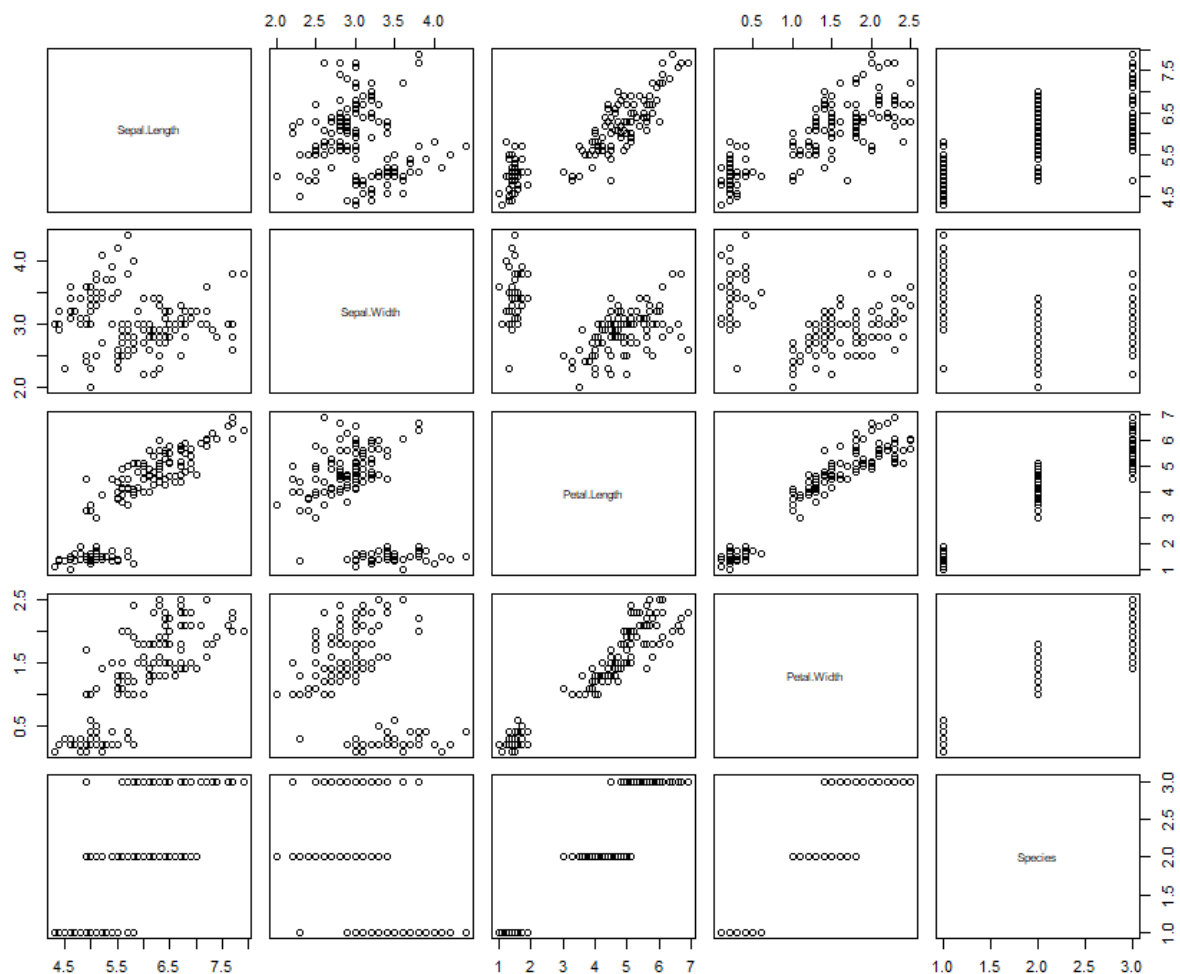 2.0 2.5 3.0 3.5 4.0
0.5 1.0 1.5 2.0 2.5
Sepal.Length
4.5 5.5 6.5 7.5
2.0 3.0 4.0
Sepal.Width
Petal.Length
1 2 3 4 5 6 7
0.5 1.5 2.5
Petal.Width
Species
1.0 1.5 2.0 2.5 3.0
4.5 5.5 6.5 7.5
1 2 3 4 5 6 7
1.0 1.5 2.0 2.5 3.0